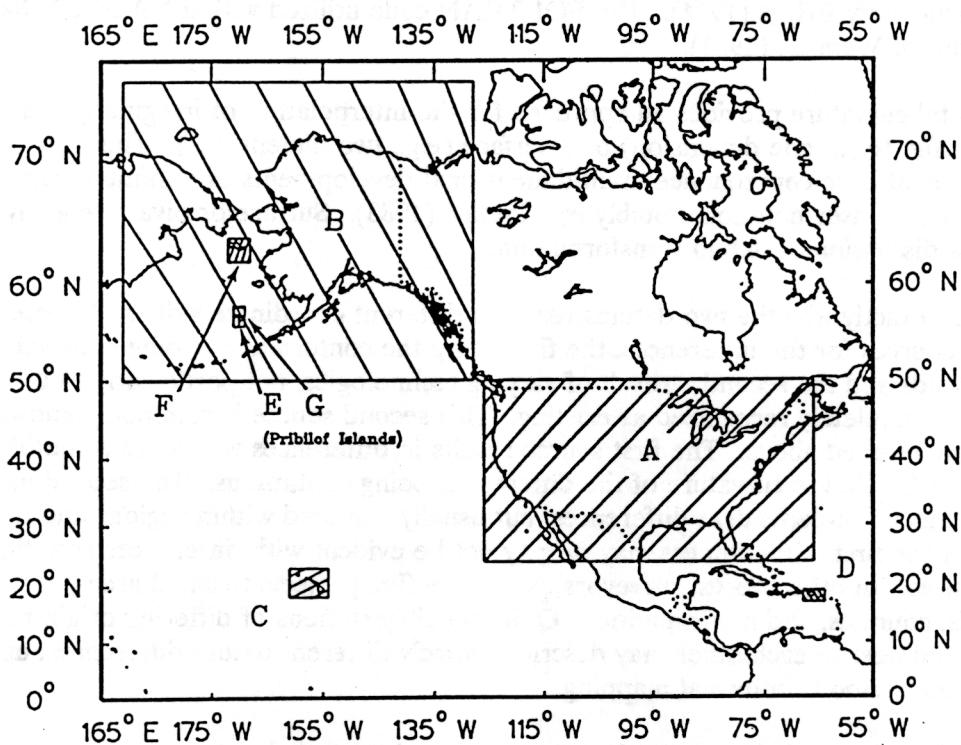 165° E 175° W 155° W 135° W 115° W 95° W 75° W 55° W
70° N 70° N
B
60° N 60° N
F E G
(Pribilof Islands)
50° N 50° N
A
40° N 40° N
30° N 30° N
D
C
20° N 20° N
10° N 10° N
0° 0°
165° E 175° W 155° W 135° W 115° W 95° W 75° W 55° W